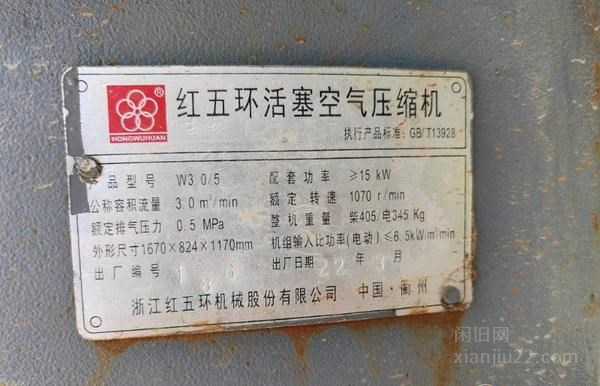 HONGWUHUAN
®
红五环活塞空气压缩机
执行产品标准: GB/T13928
产品型号 W3.0/5 配套功率 ≥15 kW
公称容积流量 3.0m³/min 额定转速 1070 r/min
额定排气压力 0.5 MPa 整机重量 柴405/电345 Kg
外形尺寸1670×824×1170mm 机组输入比功率(电动)≤6.5kW/m³/min
出厂编号 出厂日期 22年3月
浙江红五环机械股份有限公司 中国·衢州
闲旧网
xianjiu22.com